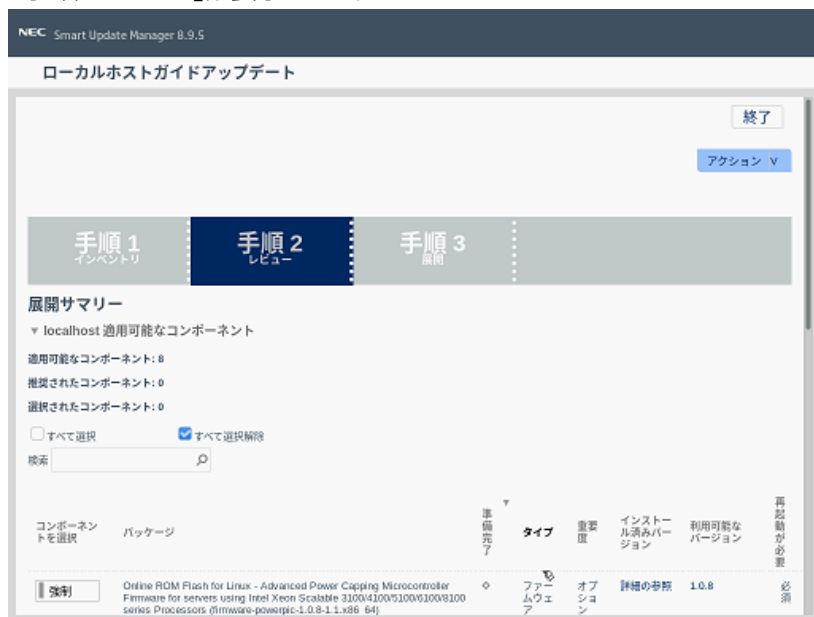 NEC Smart Update Manager 8.9.5
ローカルホストガイドアップデート
終了
アクション ∨
手順 1
インベントリ
手順 2
レビュー
手順 3
展開
展開サマリー
▼ localhost 適用可能なコンポーネント
適用可能なコンポーネント: 8
推奨されたコンポーネント: 0
選択されたコンポーネント: 0
すべて選択 すべて選択解除
検索
コンポーネン
トを選択
パッケージ
準
備
完
了
タイプ
重要
度
インストー
ル済みバー
ジョン
利用可能な
バージョン
再
起
動
が
必
要
強制
Online ROM Flash for Linux - Advanced Power Capping Microcontroller
Firmware for servers using Intel Xeon Scalable 3100/4100/5100/6100/8100
series Processors (firmware-powerpic-1.0.8-1.1.x86_64)
ファー
ムウェ
ア
オプ
ショ
ン
詳細の参照
1.0.8
必
須